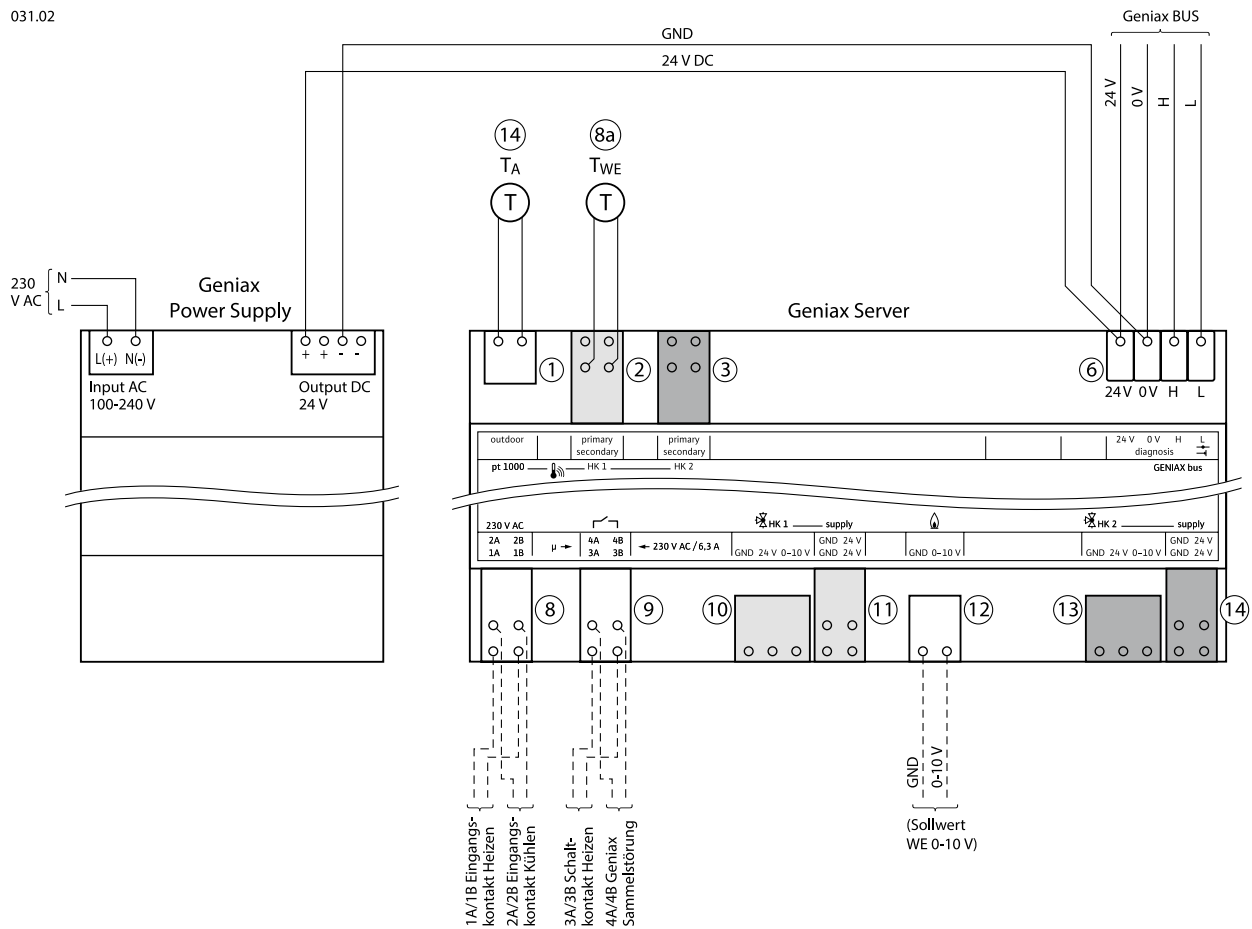 031.02
Geniax BUS
GND
24 V DC
24 V
0 V
H
L
14
TA
T
8a
TWE
T
230
V AC
N
L
Geniax
Power Supply
Geniax Server
L(+) N(-)
+ + - -
Input AC
100-240 V
Output DC
24 V
1
2
3
6
24 V 0 V H L
outdoor
primary
secondary
primary
secondary
24 V 0 V H L
diagnosis
pt 1000
HK 1
HK 2
GENIAX bus
230 V AC
HK 1
supply
HK 2
supply
2A 2B
1A 1B
µ
4A 4B
3A 3B
230 V AC / 6,3 A
GND 24 V 0–10 V
GND 24 V
GND 24 V
GND 0–10 V
GND 24 V 0–10 V
GND 24 V
GND 24 V
8
9
10
11
12
13
14
1A/1B Eingangs-
kontakt Heizen
2A/2B Eingangs-
kontakt Kühlen
3A/3B Schalt-
kontakt Heizen
4A/4B Geniax
Sammelstörung
GND
0-10 V
(Sollwert
WE 0-10 V)